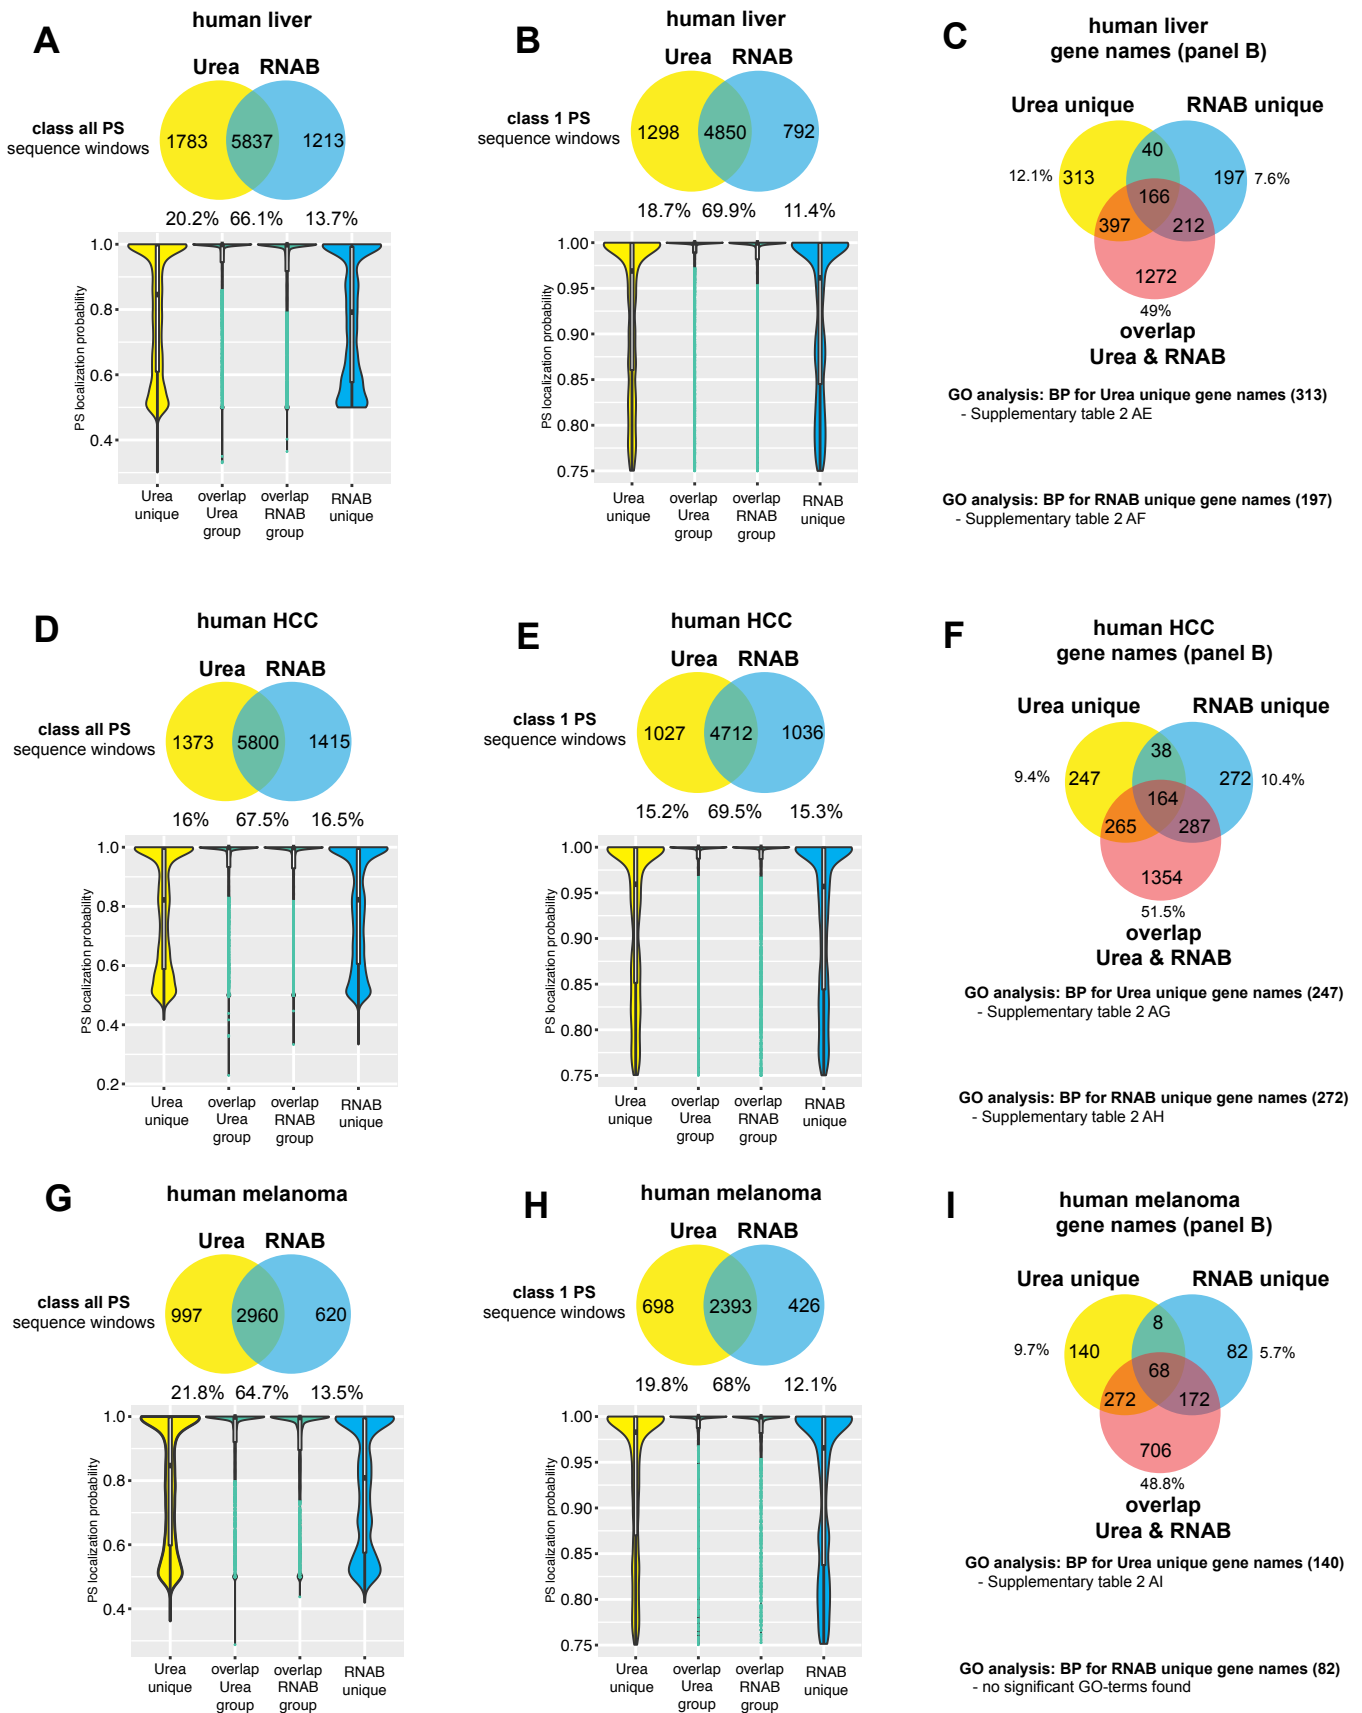 A
human liver
Urea RNAB
class all PS
sequence windows
1783 5837 1213
20.2% 66.1% 13.7%
PS localization probability
1.0
0.8
0.6
0.4
Urea unique
overlap Urea group
overlap RNAB group
RNAB unique
B
human liver
Urea RNAB
class 1 PS
sequence windows
1298 4850 792
18.7% 69.9% 11.4%
PS localization probability
1.00
0.95
0.90
0.85
0.80
0.75
Urea unique
overlap Urea group
overlap RNAB group
RNAB unique
C
human liver
gene names (panel B)
Urea unique RNAB unique
40
12.1% 313 197 7.6%
166
397 212
1272
49%
overlap
Urea & RNAB
GO analysis: BP for Urea unique gene names (313)
- Supplementary table 2 AE
GO analysis: BP for RNAB unique gene names (197)
- Supplementary table 2 AF
D
human HCC
Urea RNAB
class all PS
sequence windows
1373 5800 1415
16% 67.5% 16.5%
PS localization probability
1.0
0.8
0.6
0.4
0.2
Urea unique
overlap Urea group
overlap RNAB group
RNAB unique
E
human HCC
Urea RNAB
class 1 PS
sequence windows
1027 4712 1036
15.2% 69.5% 15.3%
PS localization probability
1.00
0.95
0.90
0.85
0.80
0.75
Urea unique
overlap Urea group
overlap RNAB group
RNAB unique
F
human HCC
gene names (panel B)
Urea unique RNAB unique
38
9.4% 247 272 10.4%
164
265 287
1354
51.5%
overlap
Urea & RNAB
GO analysis: BP for Urea unique gene names (247)
- Supplementary table 2 AG
GO analysis: BP for RNAB unique gene names (272)
- Supplementary table 2 AH
G
human melanoma
Urea RNAB
class all PS
sequence windows
997 2960 620
21.8% 64.7% 13.5%
PS localization probability
1.0
0.8
0.6
0.4
Urea unique
overlap Urea group
overlap RNAB group
RNAB unique
H
human melanoma
Urea RNAB
class 1 PS
sequence windows
698 2393 426
19.8% 68% 12.1%
PS localization probability
1.00
0.95
0.90
0.85
0.80
0.75
Urea unique
overlap Urea group
overlap RNAB group
RNAB unique
I
human melanoma
gene names (panel B)
Urea unique RNAB unique
8
9.7% 140 82 5.7%
68
272 172
706
48.8%
overlap
Urea & RNAB
GO analysis: BP for Urea unique gene names (140)
- Supplementary table 2 AI
GO analysis: BP for RNAB unique gene names (82)
- no significant GO-terms found